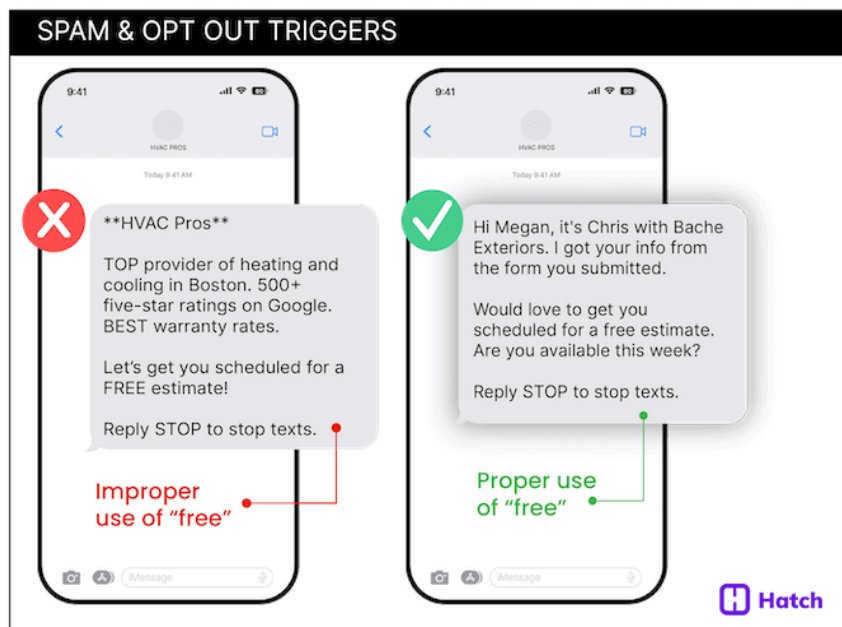 SPAM & OPT OUT TRIGGERS
9:41
80
HVAC PROS
Today 9:41 AM
**HVAC Pros**
TOP provider of heating and
cooling in Boston. 500+
five-star ratings on Google.
BEST warranty rates.
Let's get you scheduled for a
FREE estimate!
Reply STOP to stop texts.
Improper
use of “free”
iMessage
9:41
80
HVAC PROS
Today 9:41 AM
Hi Megan, it's Chris with Bache
Exteriors. I got your info from
the form you submitted.
Would love to get you
scheduled for a free estimate.
Are you available this week?
Reply STOP to stop texts.
Proper use
of “free”
iMessage
Hatch